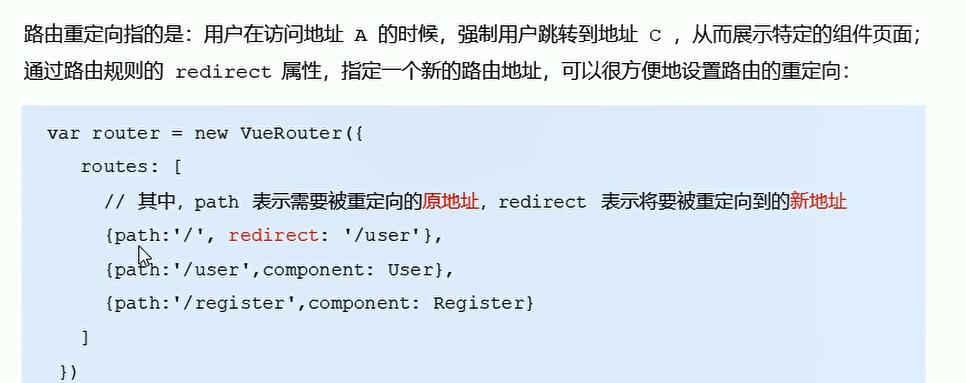 路由重定向指的是：用户在访问地址 A 的时候，强制用户跳转到地址 C ，从而展示特定的组件页面；
通过路由规则的 redirect 属性，指定一个新的路由地址，可以很方便地设置路由的重定向：
var router = new VueRouter({
routes: [
// 其中，path 表示需要被重定向的原地址，redirect 表示将要被重定向到的新地址
{path:'/', redirect: '/user'},
{path:'/user',component: User},
{path:'/register',component: Register}
]
})